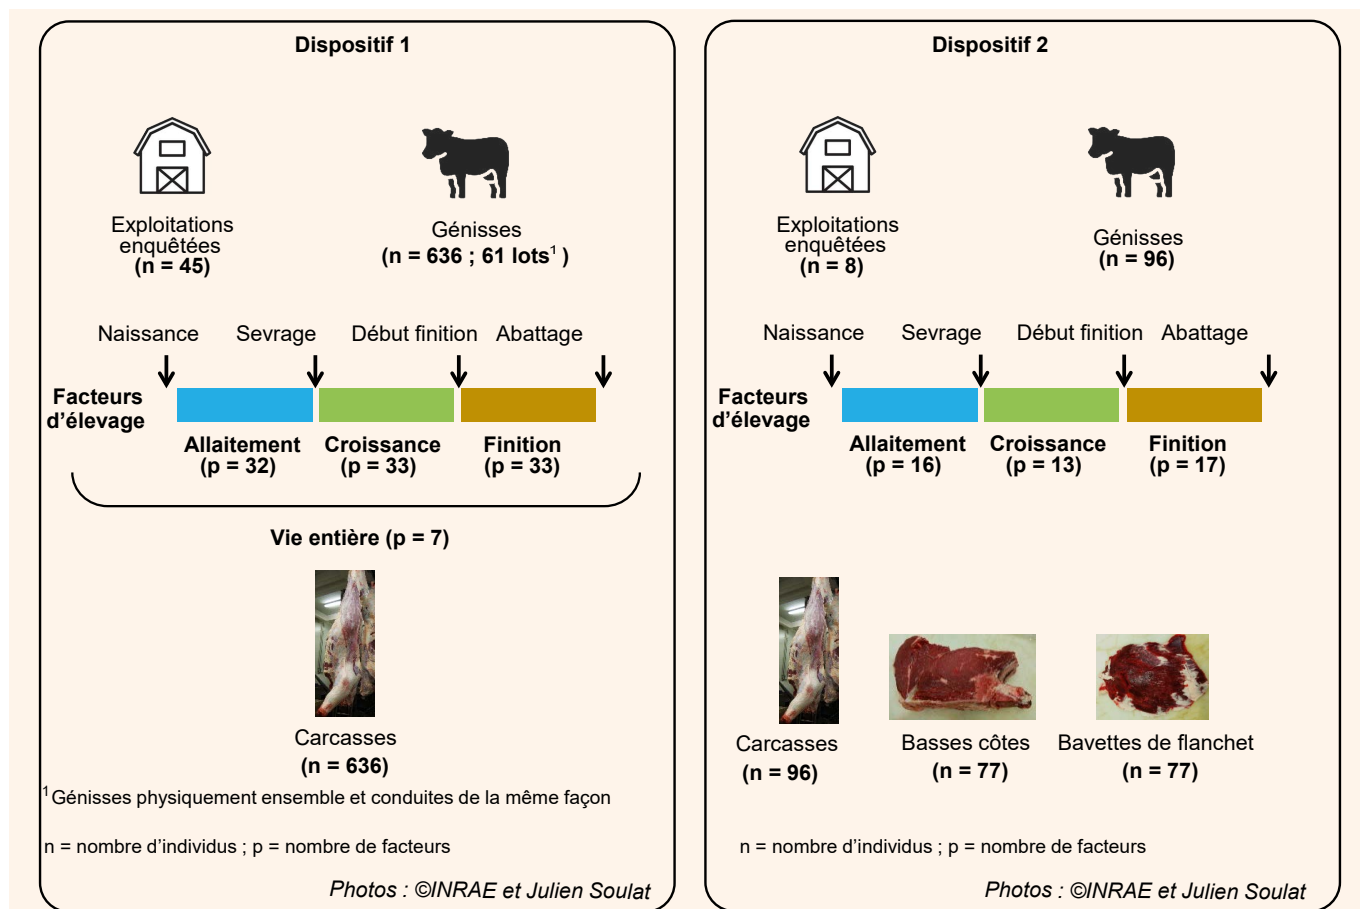 Dispositif 1
Exploitations
enquêtées
(n = 45)
Génisses
(n = 636 ; 61 lots¹ )
Naissance
Sevrage
Début finition
Abattage
Facteurs
d’élevage
Allaitement
(p = 32)
Croissance
(p = 33)
Finition
(p = 33)
Vie entière (p = 7)
Carcasses
(n = 636)
¹Génisses physiquement ensemble et conduites de la même façon
n = nombre d’individus ; p = nombre de facteurs
Photos : ©INRAE et Julien Soulat
Dispositif 2
Exploitations
enquêtées
(n = 8)
Génisses
(n = 96)
Naissance
Sevrage
Début finition
Abattage
Facteurs
d’élevage
Allaitement
(p = 16)
Croissance
(p = 13)
Finition
(p = 17)
Carcasses
(n = 96)
Basses côtes
(n = 77)
Bavettes de flanchet
(n = 77)
n = nombre d’individus ; p = nombre de facteurs
Photos : ©INRAE et Julien Soulat